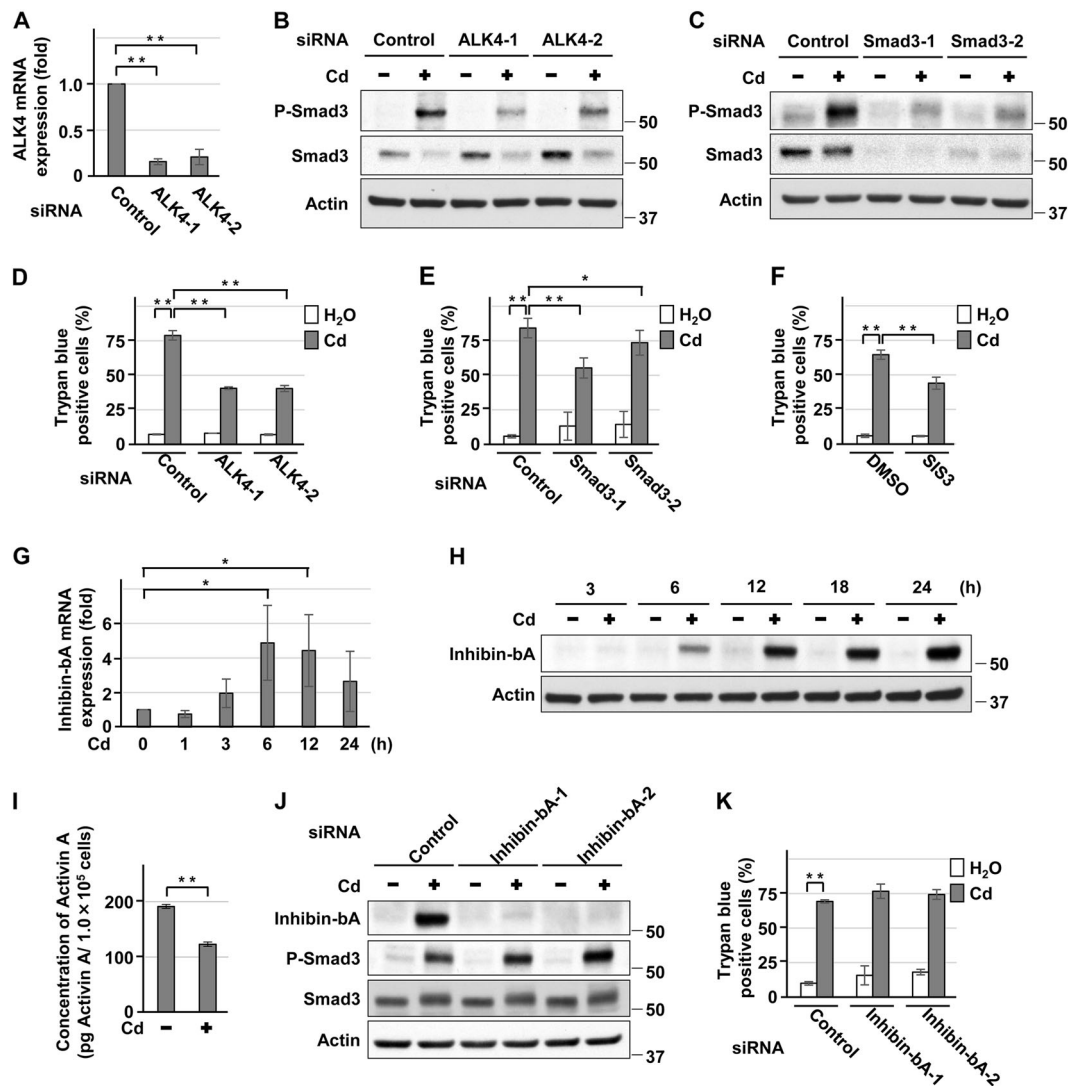 A
ALK4 mRNA
expression (fold)
1.0
0.5
0
* *
* *
siRNA
Control
ALK4-1
ALK4-2
B
siRNA Control ALK4-1 ALK4-2
Cd - + - + - +
P-Smad3
50
Smad3
50
Actin
37
C
siRNA Control Smad3-1 Smad3-2
Cd - + - + - +
P-Smad3
50
Smad3
50
Actin
37
D
Trypan blue
positive cells (%)
75
50
25
0
* *
* * * *
H2O
Cd
siRNA
Control
ALK4-1
ALK4-2
E
Trypan blue
positive cells (%)
75
50
25
0
*
* * * *
H2O
Cd
siRNA
Control
Smad3-1
Smad3-2
F
Trypan blue
positive cells (%)
75
50
25
0
* * * *
H2O
Cd
DMSO
SIS3
G
Inhibin-bA mRNA
expression (fold)
6
4
2
0
*
*
Cd 0 1 3 6 12 24 (h)
H
3 6 12 18 24 (h)
Cd - + - + - + - + - +
Inhibin-bA
50
Actin
37
I
Concentration of Activin A
(pg Activin A/ 1.0 × 10⁵ cells)
200
100
0
* *
Cd - +
J
siRNA
Control
Inhibin-bA-1
Inhibin-bA-2
Cd - + - + - +
Inhibin-bA
50
P-Smad3
50
Smad3
50
Actin
37
K
Trypan blue
positive cells (%)
75
50
25
0
* *
H2O
Cd
siRNA
Control
Inhibin-bA-1
Inhibin-bA-2